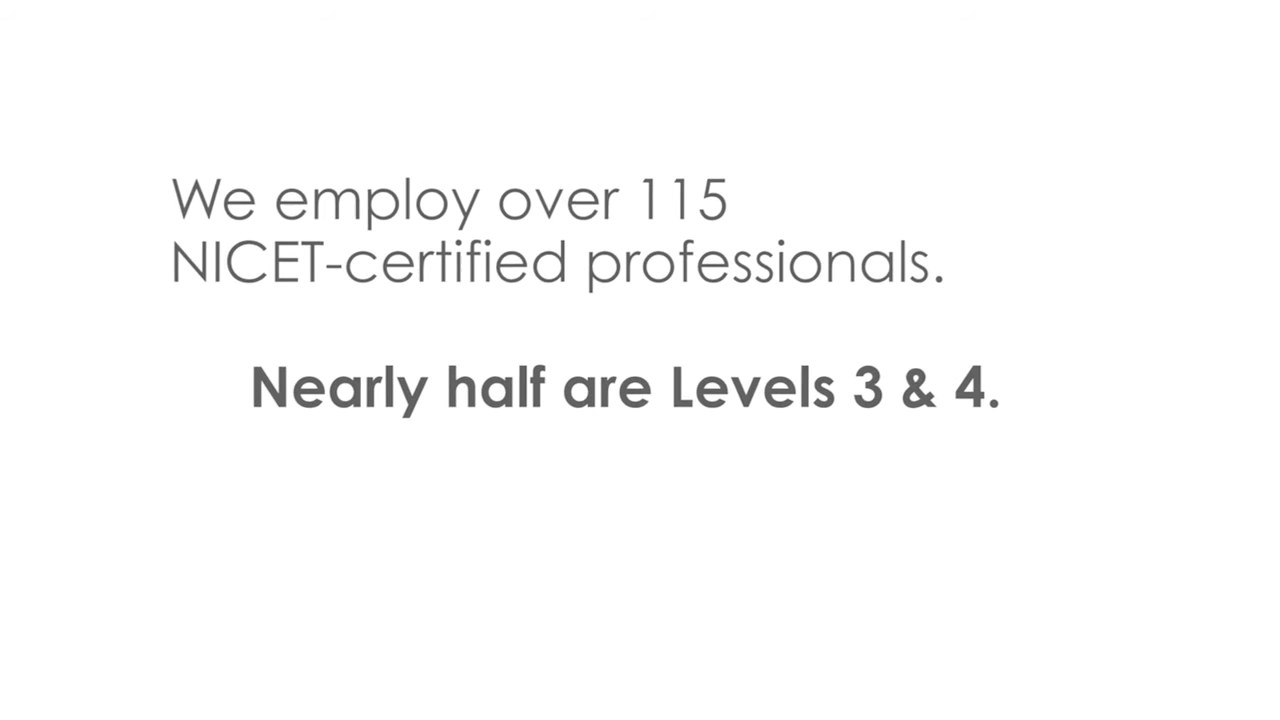 We employ over 115
NICET-certified professionals.
Nearly half are Levels 3 & 4.